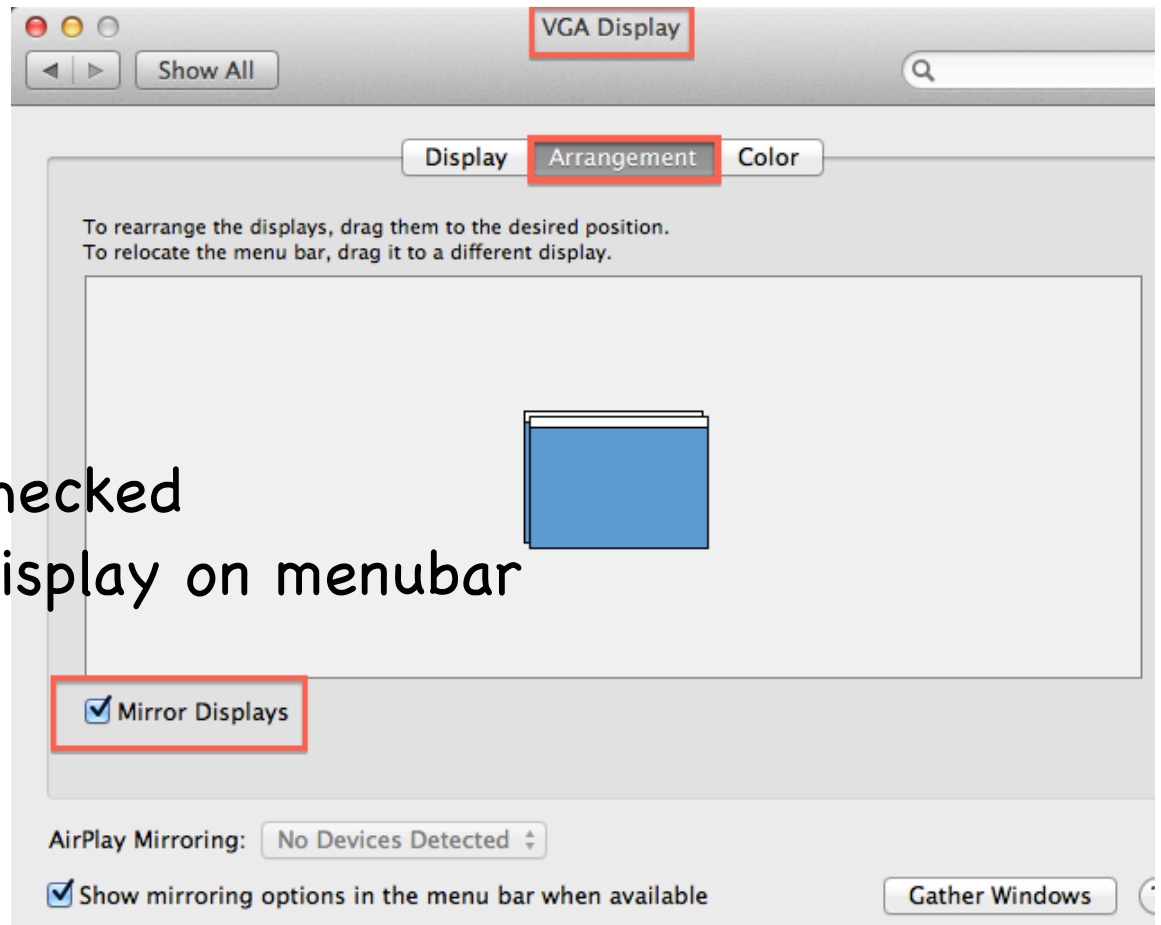 VGA Display
Show All
Display Arrangement Color
To rearrange the displays, drag them to the desired position.
To relocate the menu bar, drag it to a different display.
hecked
isplay on menubar
Mirror Displays
AirPlay Mirroring: No Devices Detected
Show mirroring options in the menu bar when available
Gather Windows